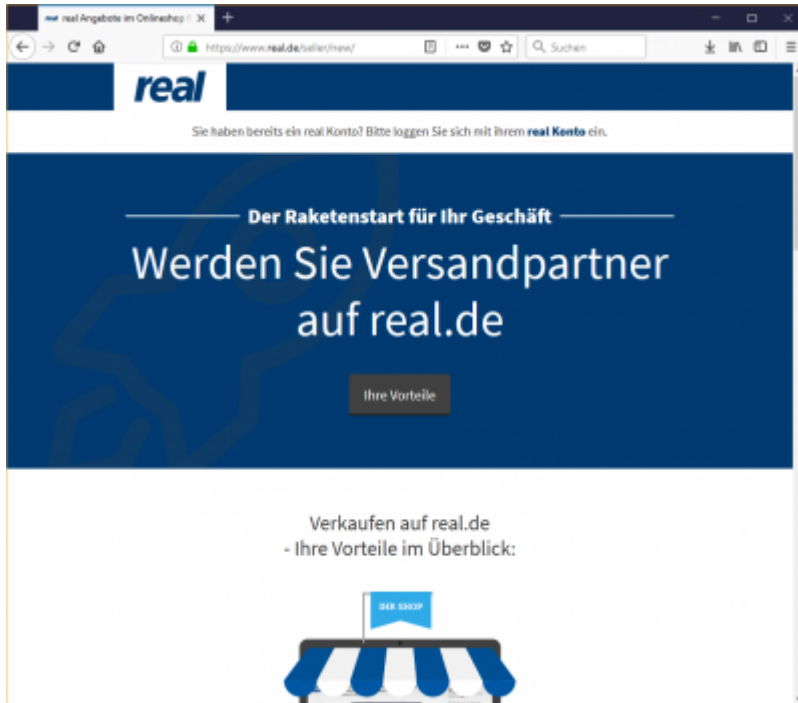 real Angebote im Onlineshop
https://www.real.de/seller/new/
Suchen
real
Sie haben bereits ein real Konto? Bitte loggen Sie sich mit ihrem real Konto ein.
Der Raketenstart für Ihr Geschäft
Werden Sie Versandpartner
auf real.de
Ihre Vorteile
Verkaufen auf real.de
- Ihre Vorteile im Überblick:
DER SHOP